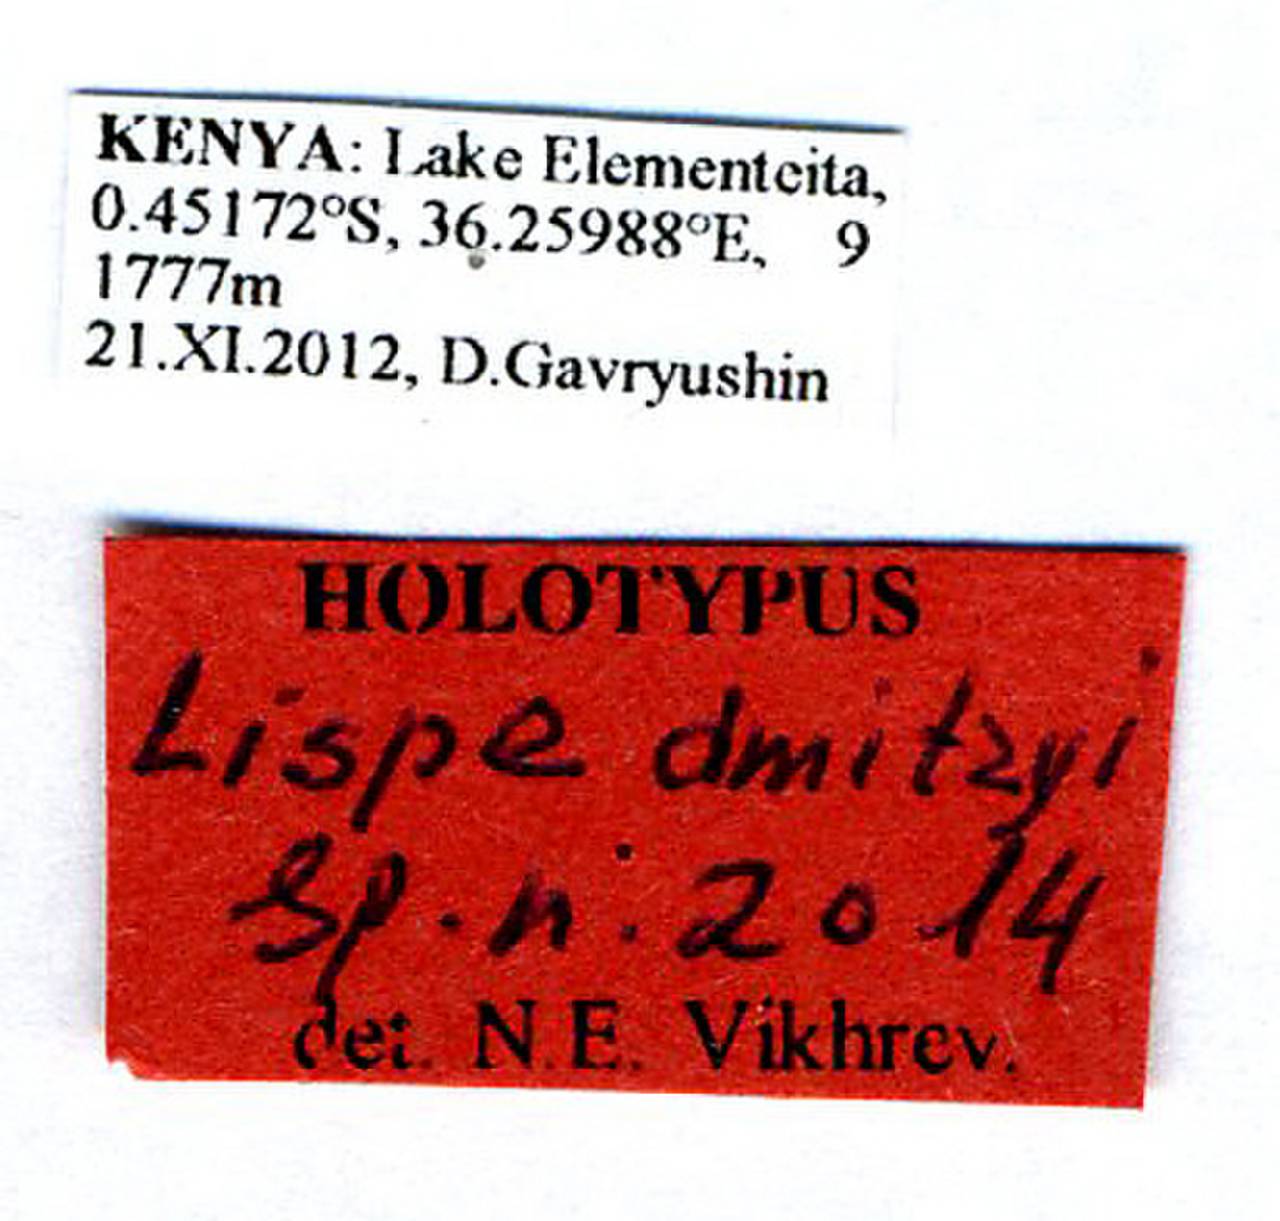 KENYA: Lake Elementeita,
0.45172°S, 36.25988°E, 9
1777m
21.XI.2012, D.Gavryushin
HOLOTYPUS
Lispe dmitzyi
Sp. n. 2014
det. N.E. Vikhrev.